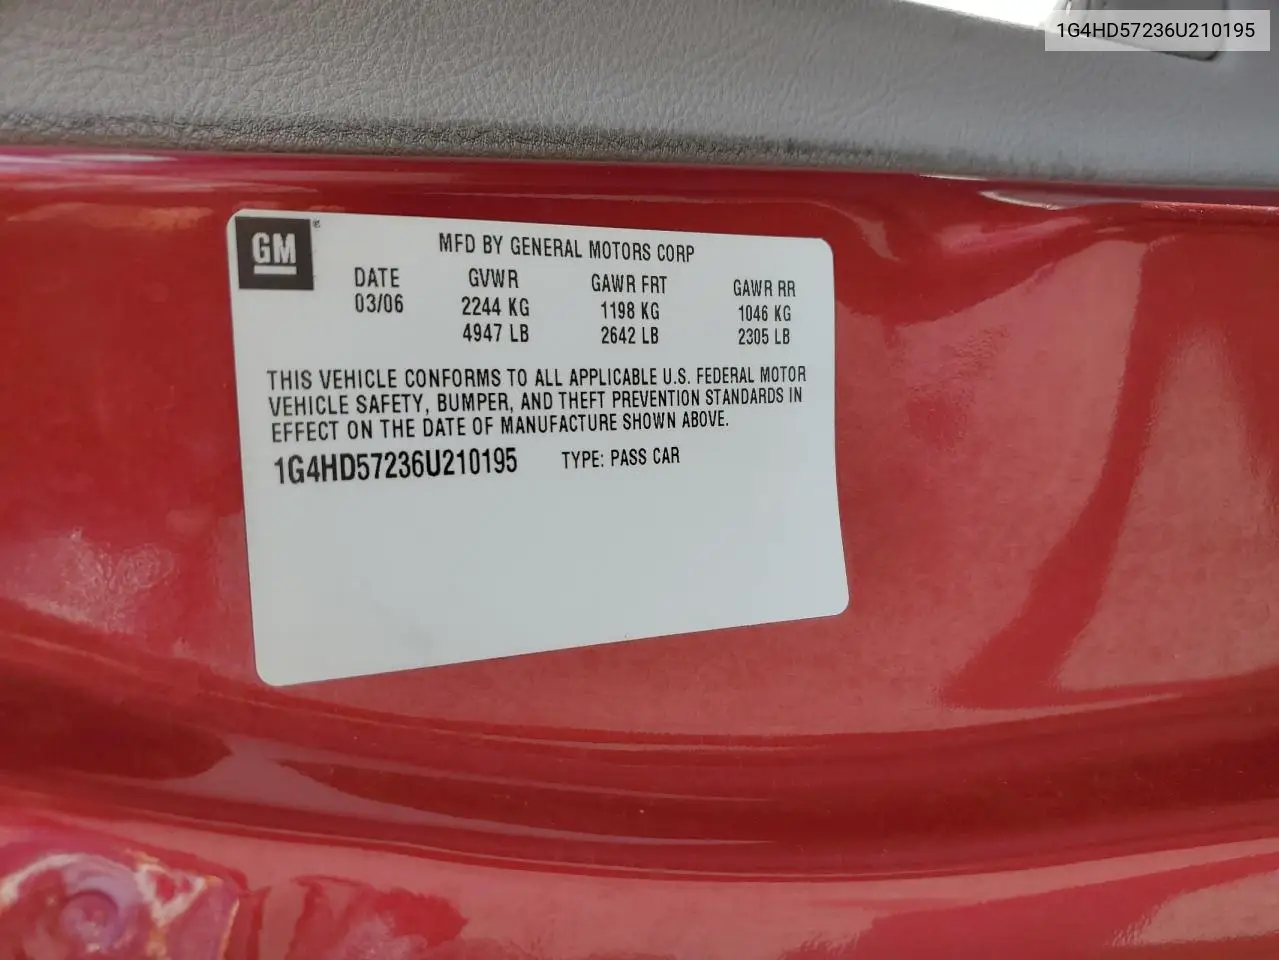 1G4HD57236U210195
GM®
MFD BY GENERAL MOTORS CORP
DATE GVWR GAWR FRT GAWR RR
03/06 2244 KG 1198 KG 1046 KG
4947 LB 2642 LB 2305 LB
THIS VEHICLE CONFORMS TO ALL APPLICABLE U.S. FEDERAL MOTOR
VEHICLE SAFETY, BUMPER, AND THEFT PREVENTION STANDARDS IN
EFFECT ON THE DATE OF MANUFACTURE SHOWN ABOVE.
1G4HD57236U210195 TYPE: PASS CAR